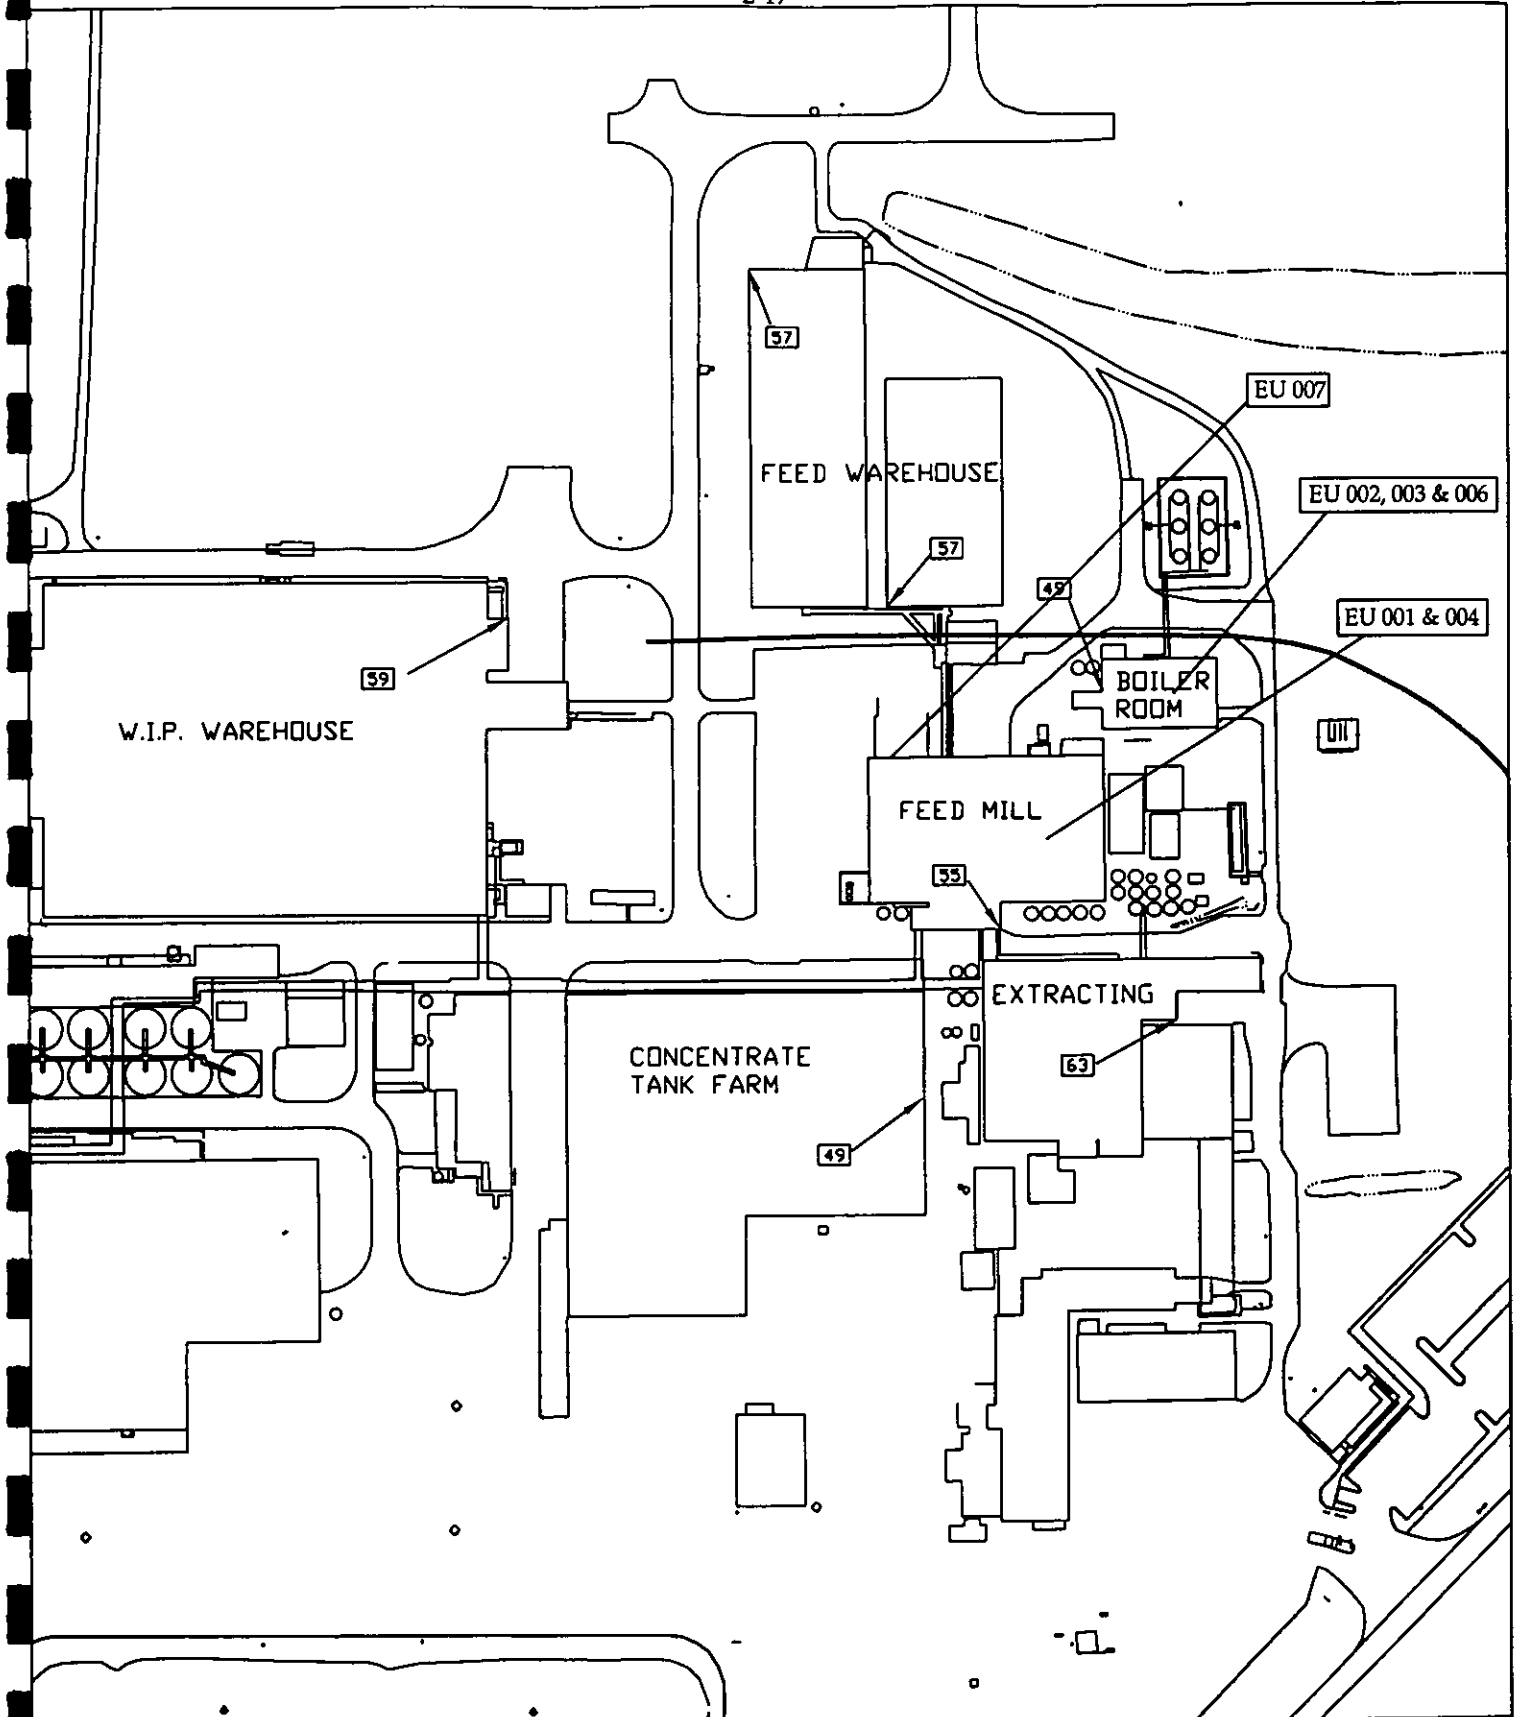 57
EU 007
FEED WAREHOUSE
EU 002, 003 & 006
57
49
EU 001 & 004
59
BOILER
ROOM
W.I.P. WAREHOUSE
FEED MILL
55
EXTRACTING
CONCENTRATE
TANK FARM
63
49